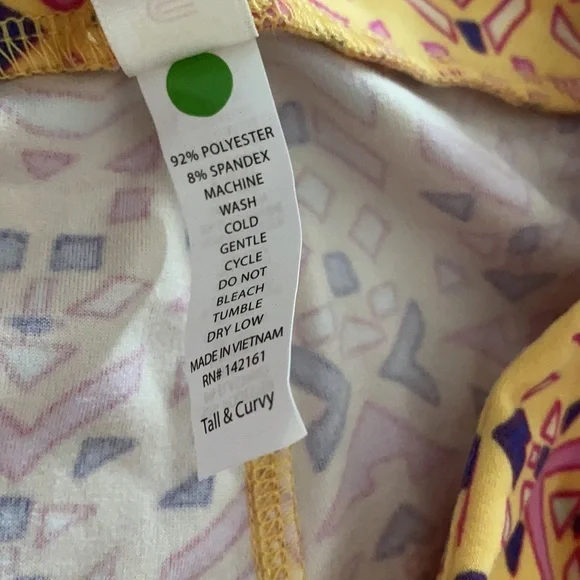 92% POLYESTER
8% SPANDEX
MACHINE
WASH
COLD
GENTLE
CYCLE
DO NOT
BLEACH
TUMBLE
DRY LOW
MADE IN VIETNAM
RN# 142161
Tall & Curvy